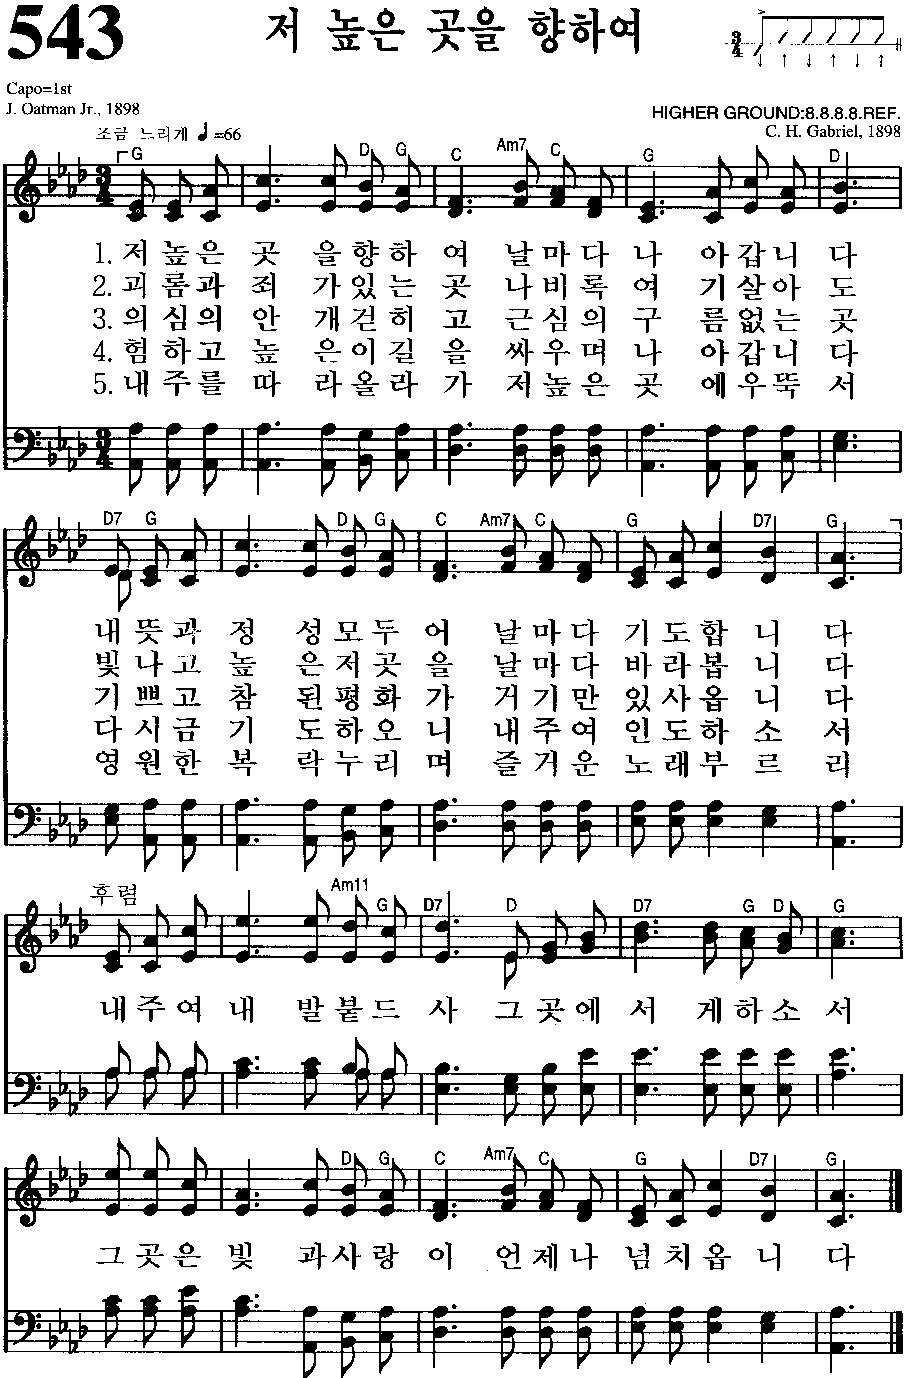 543
저 높은 곳을 향하여
3/4
Capo=1st
J. Oatman Jr., 1898
HIGHER GROUND:8.8.8.8.REF.
C. H. Gabriel, 1898
조금 느리게 ♩=66
G D G C Am7 C G D
1. 저 높은 곳 을향하 여 날마다 나 아갑니 다
2. 괴 롬과 죄 가있는 곳 나비록 여 기살아 도
3. 의 심의 안 개걷히 고 근심의 구 름없는 곳
4. 험 하고 높 은이길 을 싸우며 나 아갑니 다
5. 내 주를 따 라올라 가 저높은 곳 에우뚝 서
D7 G D G C Am7 C G D7 G
내 뜻과 정 성모두 어 날마다 기도합 니 다
빛 나고 높 은저곳 을 날마다 바라봅 니 다
기 쁘고 참 된평화 가 거기만 있사옵 니 다
다 시금 기 도하오 니 내주여 인도하 소 서
영 원한 복 락누리 며 즐거운 노래부 르 리
후렴
Am11 G D7 D D7 G D G
내주여 내 발붙드 사 그곳에 서 게하소 서
D G C Am7 C G D7 G
그곳은 빛 과사랑 이 언제나 넘치옵 니 다